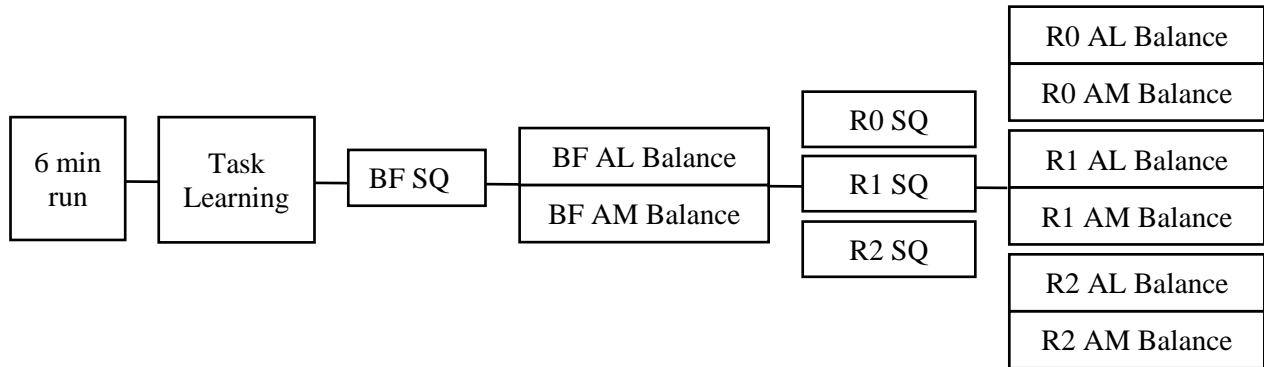 6 min
run
Task
Learning
BF SQ
BF AL Balance
BF AM Balance
R0 SQ
R1 SQ
R2 SQ
R0 AL Balance
R0 AM Balance
R1 AL Balance
R1 AM Balance
R2 AL Balance
R2 AM Balance